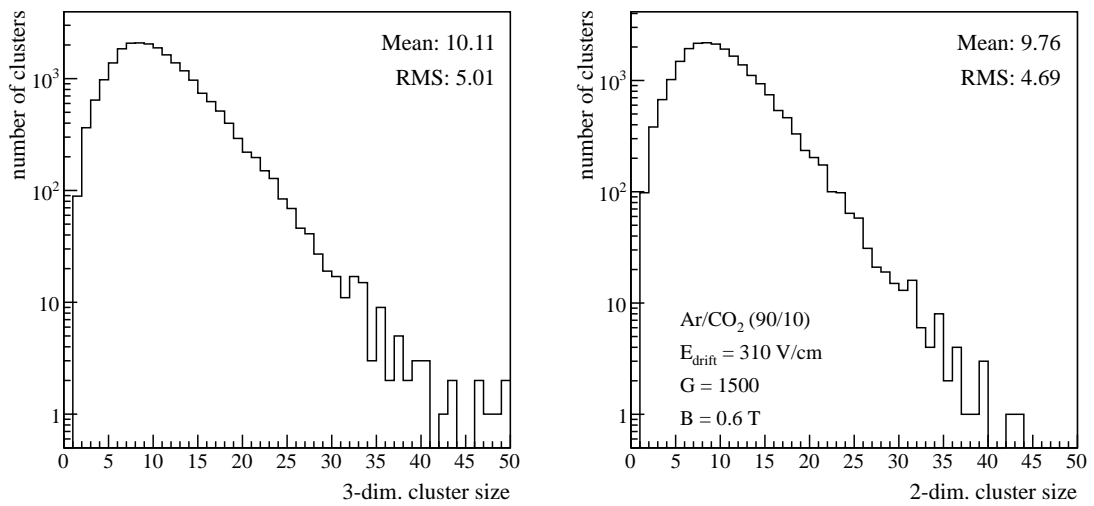 number of clusters
Mean: 10.11
RMS: 5.01
10³
10²
10
1
0 5 10 15 20 25 30 35 40 45 50
3-dim. cluster size
number of clusters
Mean: 9.76
RMS: 4.69
10³
10²
10
1
Ar/CO₂ (90/10)
E_drift = 310 V/cm
G = 1500
B = 0.6 T
0 5 10 15 20 25 30 35 40 45 50
2-dim. cluster size